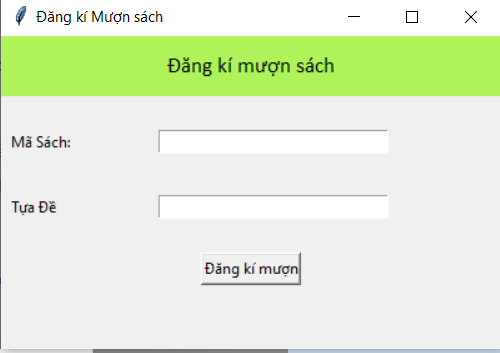 Đăng kí Mượn sách
Đăng kí mượn sách
Mã Sách:
Tựa Đề
Đăng kí mượn